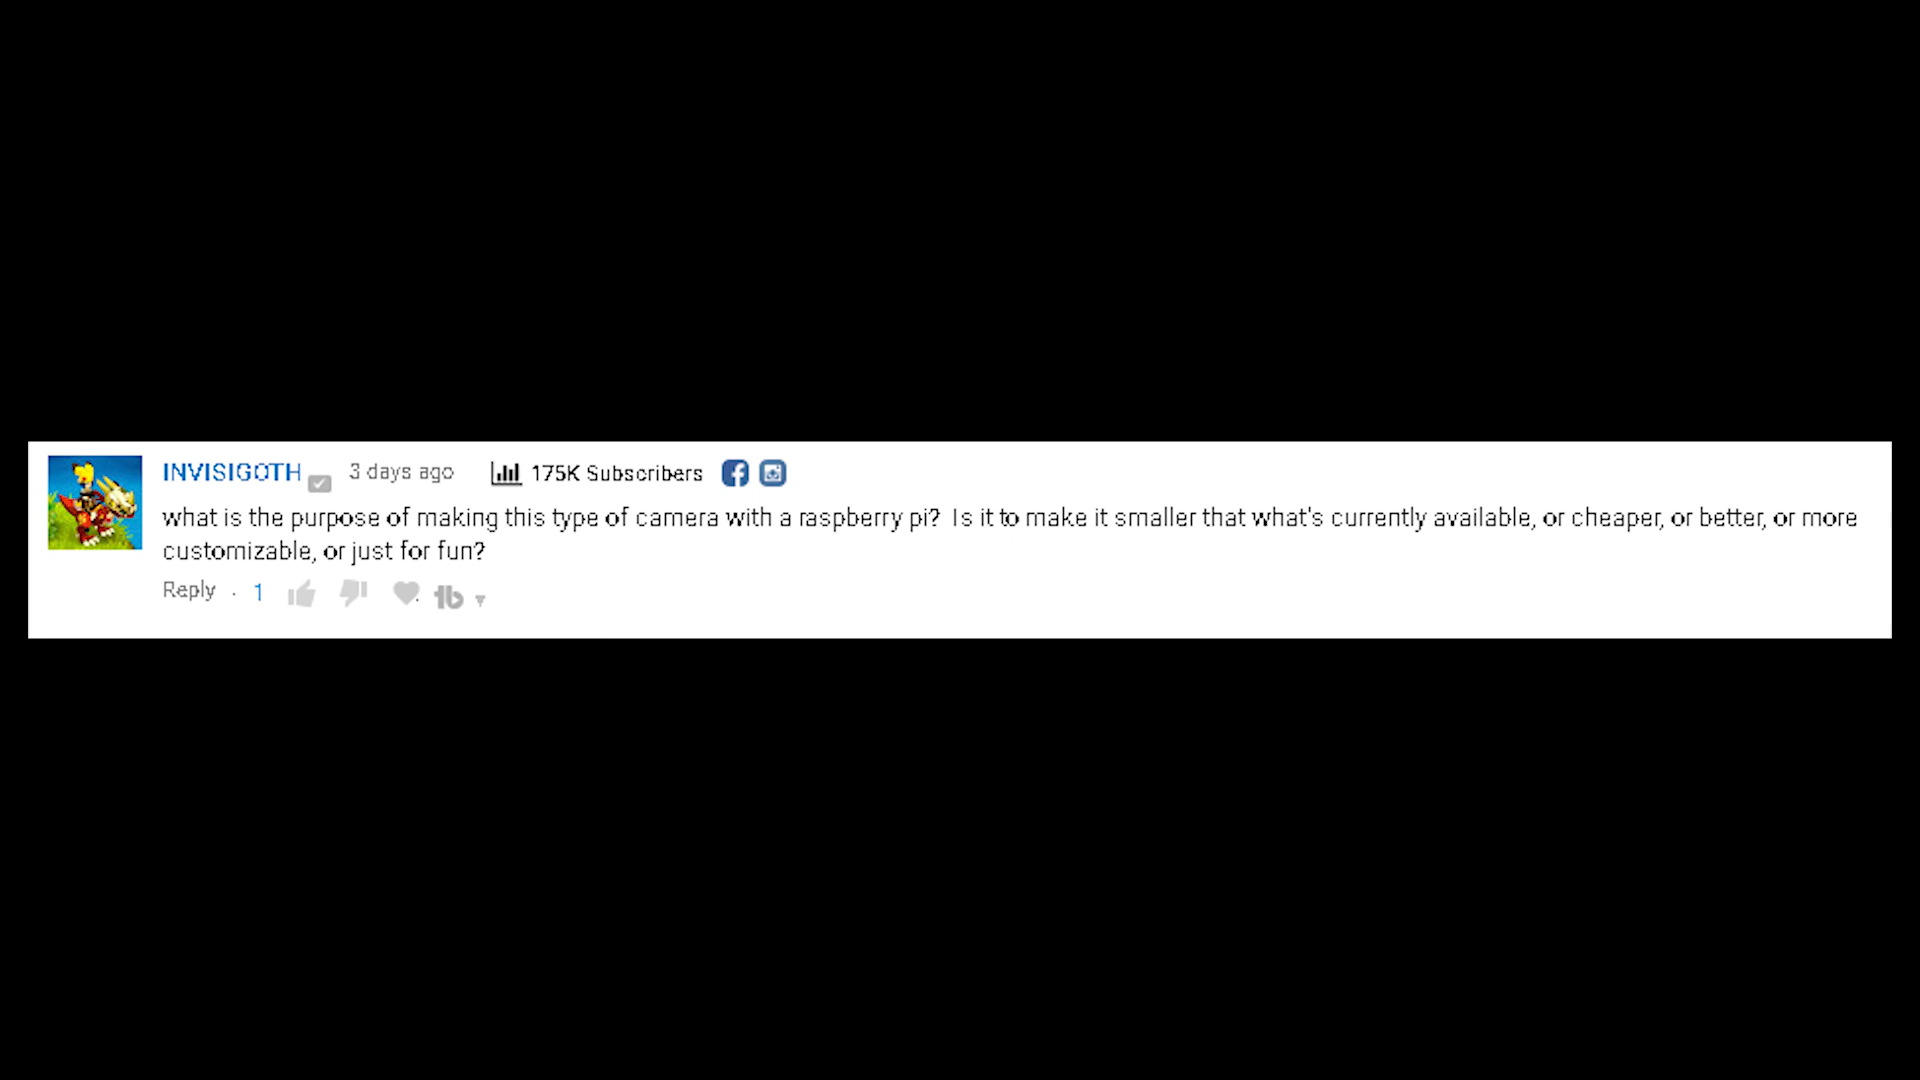 INVISIGOTH 3 days ago 175K Subscribers
what is the purpose of making this type of camera with a raspberry pi? Is it to make it smaller that what's currently available, or cheaper, or better, or more
customizable, or just for fun?
Reply · 1 tb